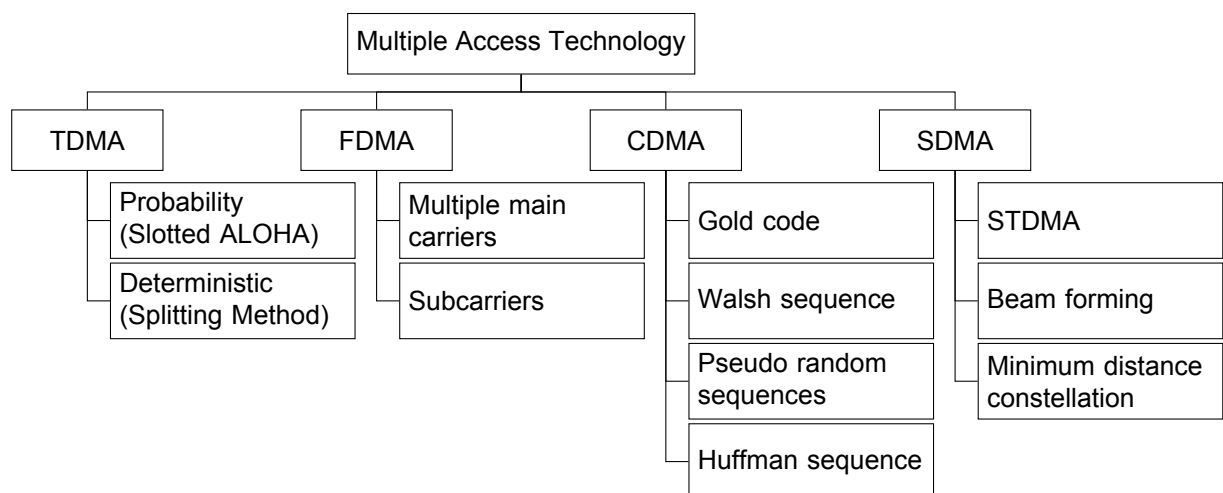 Multiple Access Technology
TDMA
FDMA
CDMA
SDMA
Probability
(Slotted ALOHA)
Deterministic
(Splitting Method)
Multiple main
carriers
Subcarriers
Gold code
Walsh sequence
Pseudo random
sequences
Huffman sequence
STDMA
Beam forming
Minimum distance
constellation